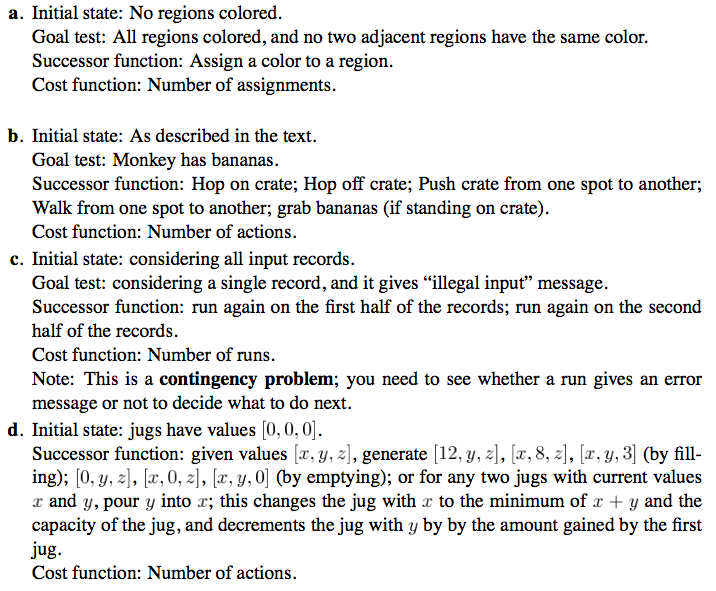 a. Initial state: No regions colored.
Goal test: All regions colored, and no two adjacent regions have the same color.
Successor function: Assign a color to a region.
Cost function: Number of assignments.
b. Initial state: As described in the text.
Goal test: Monkey has bananas.
Successor function: Hop on crate; Hop off crate; Push crate from one spot to another;
Walk from one spot to another; grab bananas (if standing on crate).
Cost function: Number of actions.
c. Initial state: considering all input records.
Goal test: considering a single record, and it gives “illegal input” message.
Successor function: run again on the first half of the records; run again on the second
half of the records.
Cost function: Number of runs.
Note: This is a contingency problem; you need to see whether a run gives an error
message or not to decide what to do next.
d. Initial state: jugs have values [0, 0, 0].
Successor function: given values [x, y, z], generate [12, y, z], [x, 8, z], [x, y, 3] (by fill-
ing); [0, y, z], [x, 0, z], [x, y, 0] (by emptying); or for any two jugs with current values
x and y, pour y into x; this changes the jug with x to the minimum of x + y and the
capacity of the jug, and decrements the jug with y by by the amount gained by the first
jug.
Cost function: Number of actions.